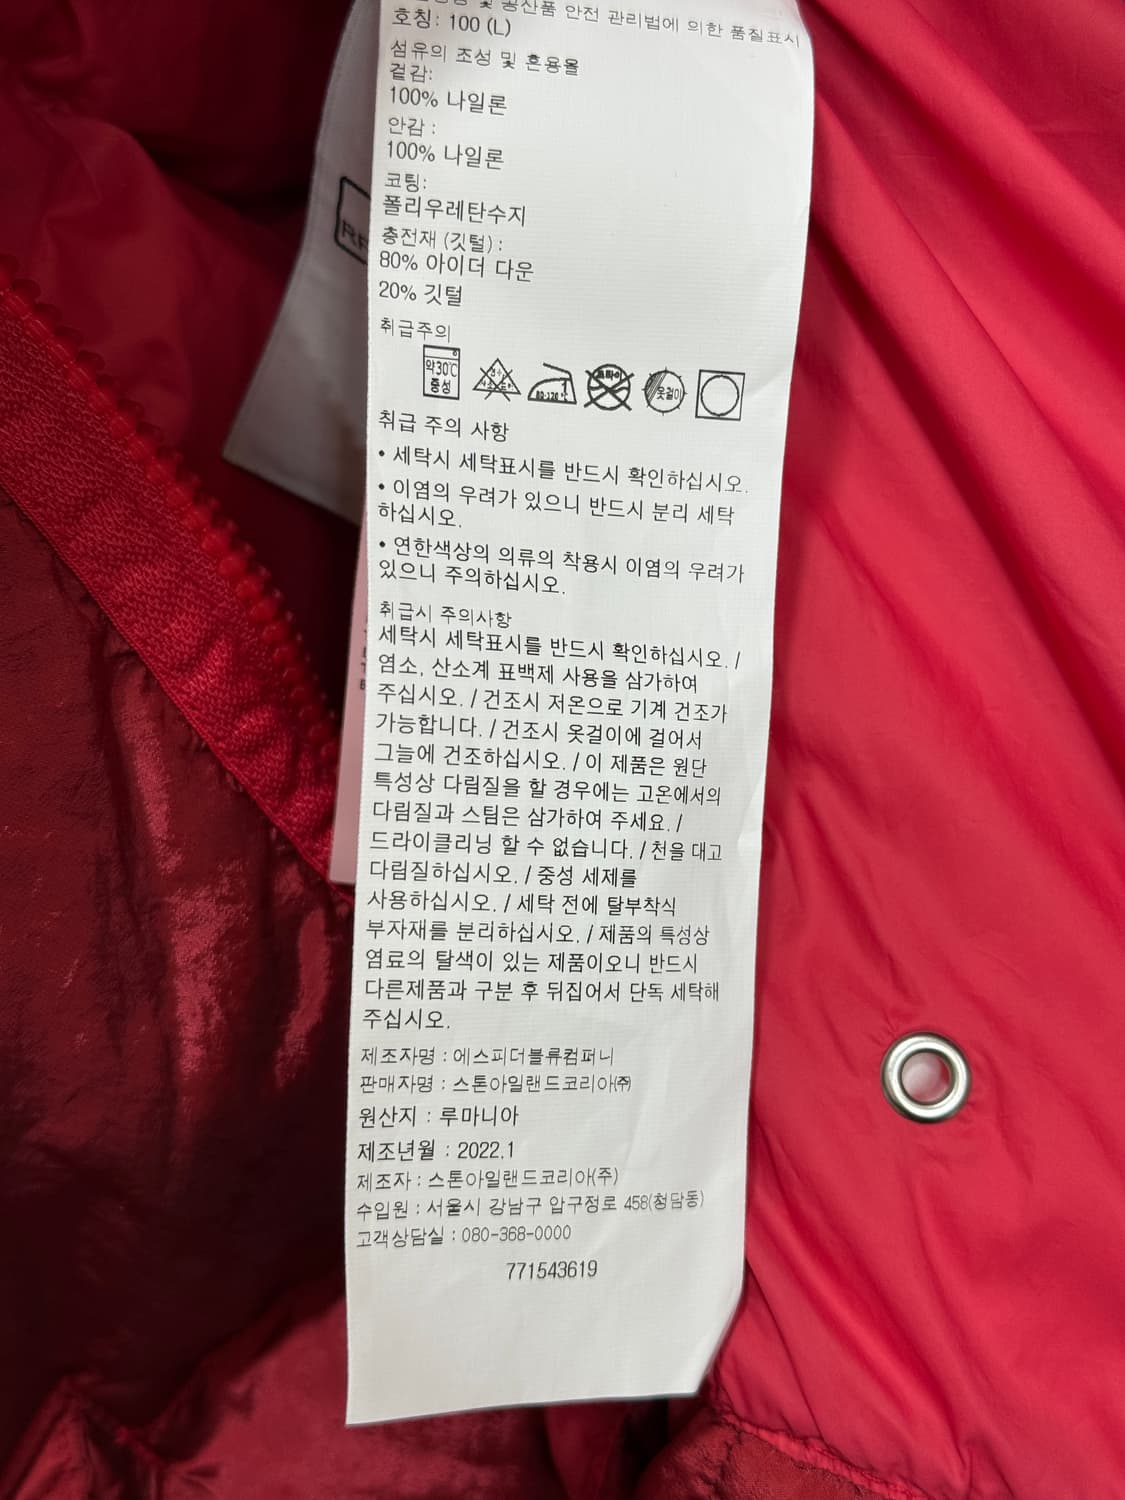 및 공산품 안전 관리법에 의한 품질표시
호칭: 100 (L)
섬유의 조성 및 혼용율
겉감:
100% 나일론
안감 :
100% 나일론
코팅:
폴리우레탄수지
충전재 (깃털) :
80% 아이더 다운
20% 깃털
취급주의
약30℃
중성
80-120℃
드라이
옷걸이
취급 주의 사항
• 세탁시 세탁표시를 반드시 확인하십시오.
• 이염의 우려가 있으니 반드시 분리 세탁
하십시오.
• 연한색상의 의류의 착용시 이염의 우려가
있으니 주의하십시오.
취급시 주의사항
세탁시 세탁표시를 반드시 확인하십시오. /
염소, 산소계 표백제 사용을 삼가하여
주십시오. / 건조시 저온으로 기계 건조가
가능합니다. / 건조시 옷걸이에 걸어서
그늘에 건조하십시오. / 이 제품은 원단
특성상 다림질을 할 경우에는 고온에서의
다림질과 스팀은 삼가하여 주세요. /
드라이클리닝 할 수 없습니다. / 천을 대고
다림질하십시오. / 중성 세제를
사용하십시오. / 세탁 전에 탈부착식
부자재를 분리하십시오. / 제품의 특성상
염료의 탈색이 있는 제품이오니 반드시
다른제품과 구분 후 뒤집어서 단독 세탁해
주십시오.
제조자명 : 에스피더블류컴퍼니
판매자명 : 스톤아일랜드코리아㈜
원산지 : 루마니아
제조년월 : 2022.1
제조자 : 스톤아일랜드코리아(주)
수입원 : 서울시 강남구 압구정로 458(청담동)
고객상담실 : 080-368-0000
771543619